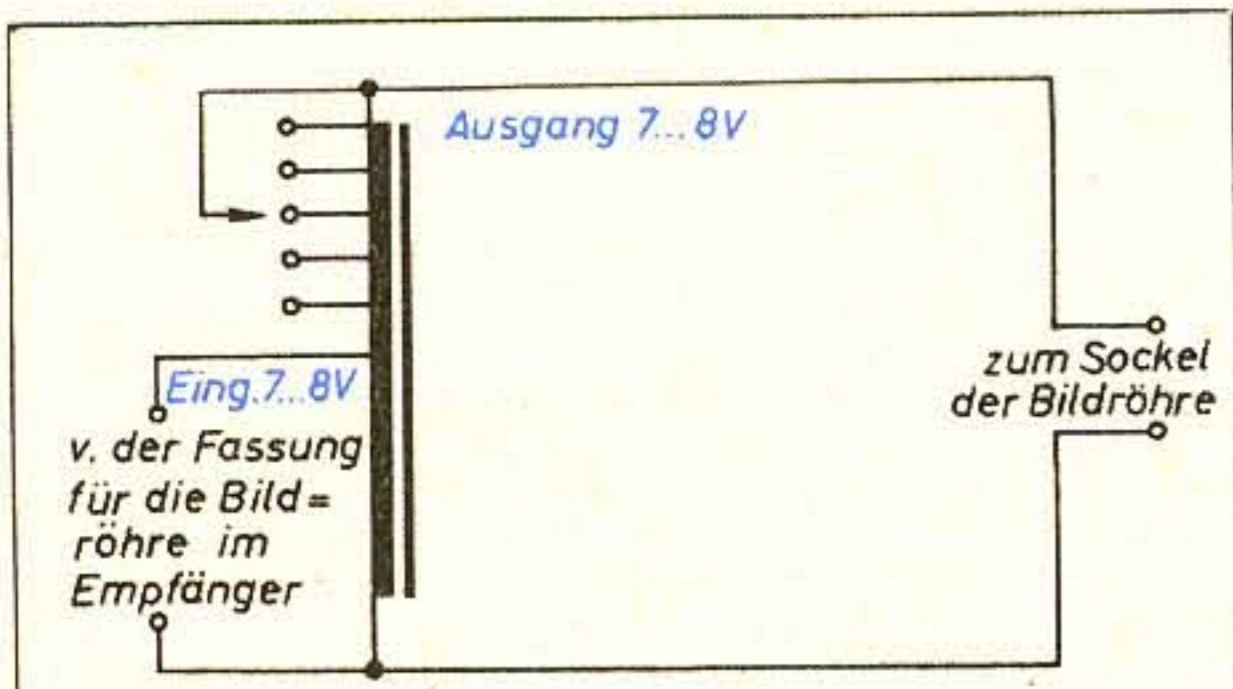 Ausgang 7...8V
Eing.7...8V
v. der Fassung
für die Bild=
röhre im
Empfänger
zum Sockel
der Bildröhre